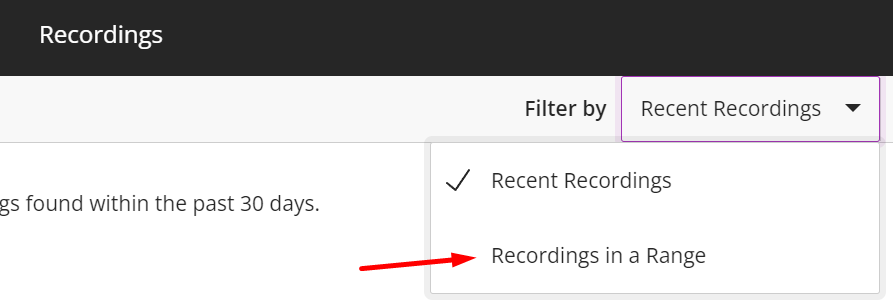 Recordings
Filter by Recent Recordings
Recent Recordings
gs found within the past 30 days.
Recordings in a Range